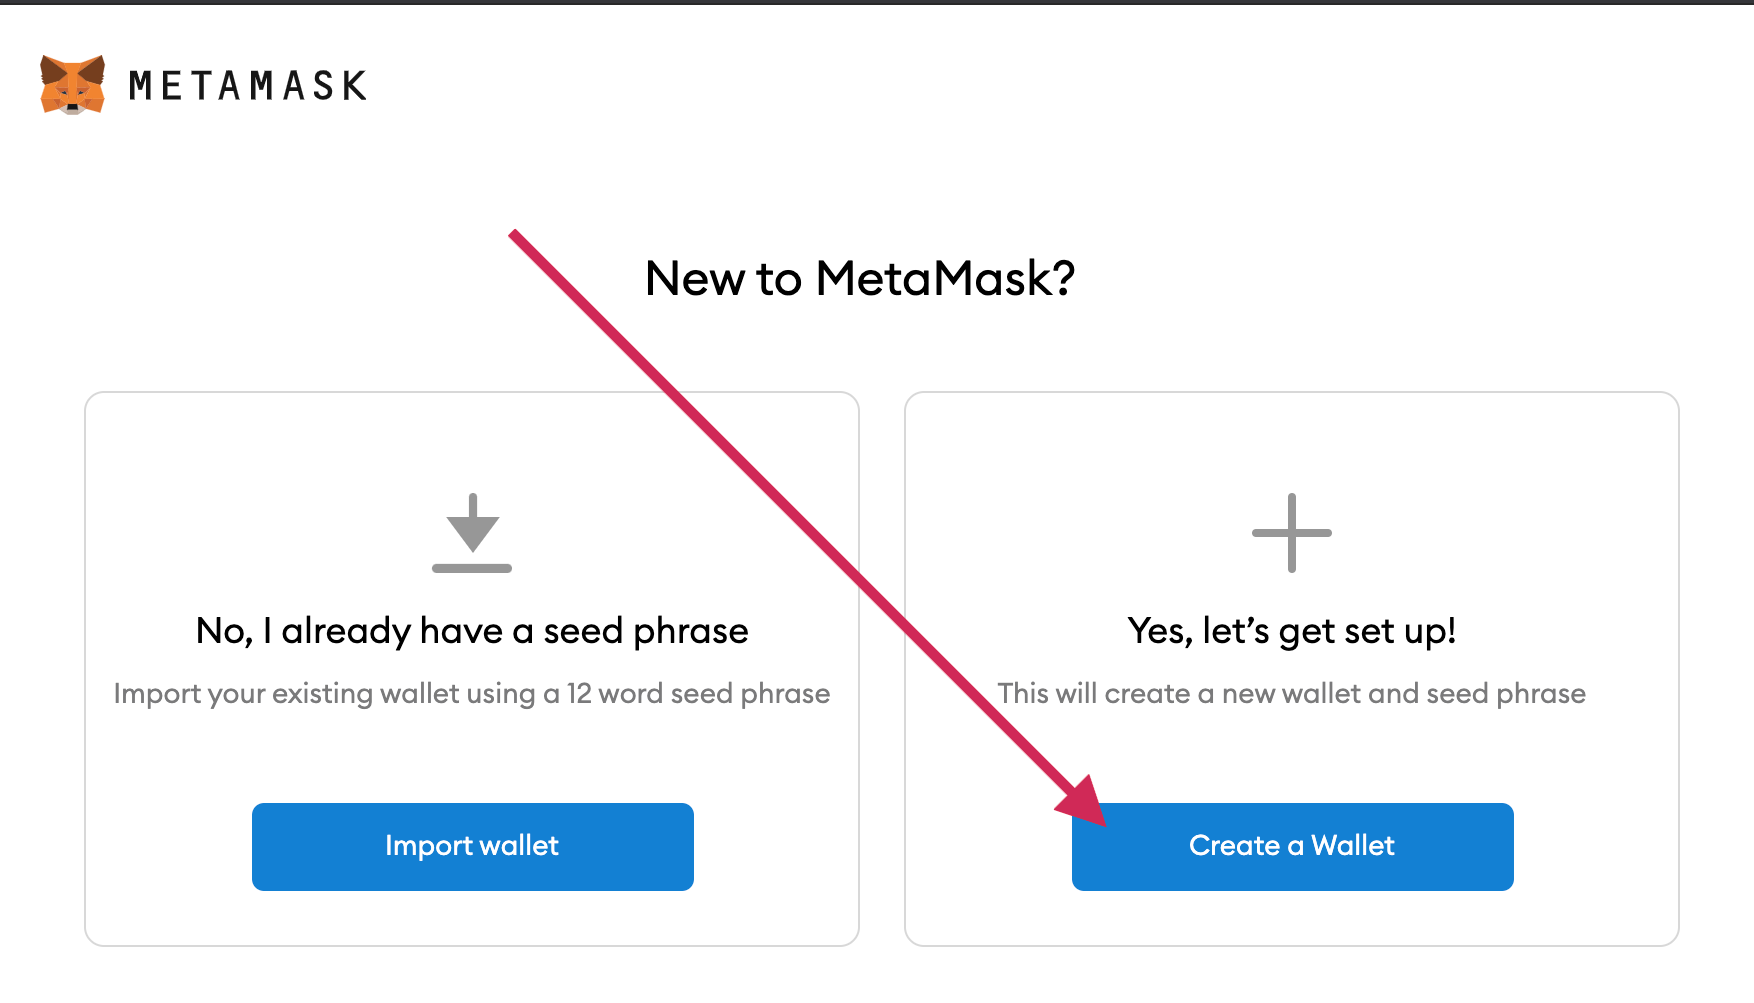 METAMASK
New to MetaMask?
No, I already have a seed phrase
Import your existing wallet using a 12 word seed phrase
Import wallet
Yes, let’s get set up!
This will create a new wallet and seed phrase
Create a Wallet